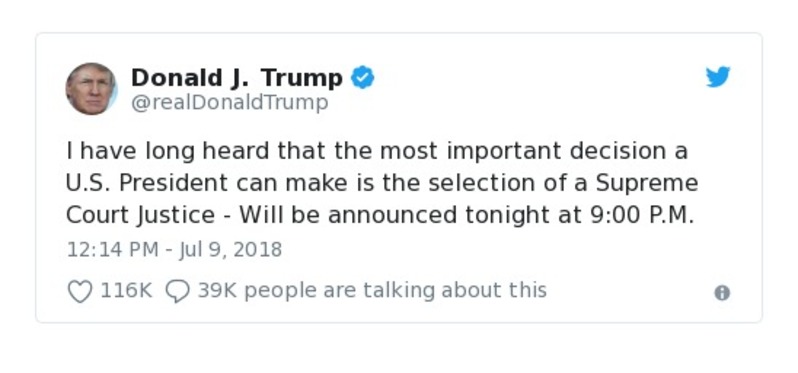 Donald J. Trump
@realDonaldTrump
I have long heard that the most important decision a
U.S. President can make is the selection of a Supreme
Court Justice - Will be announced tonight at 9:00 P.M.
12:14 PM - Jul 9, 2018
116K 39K people are talking about this